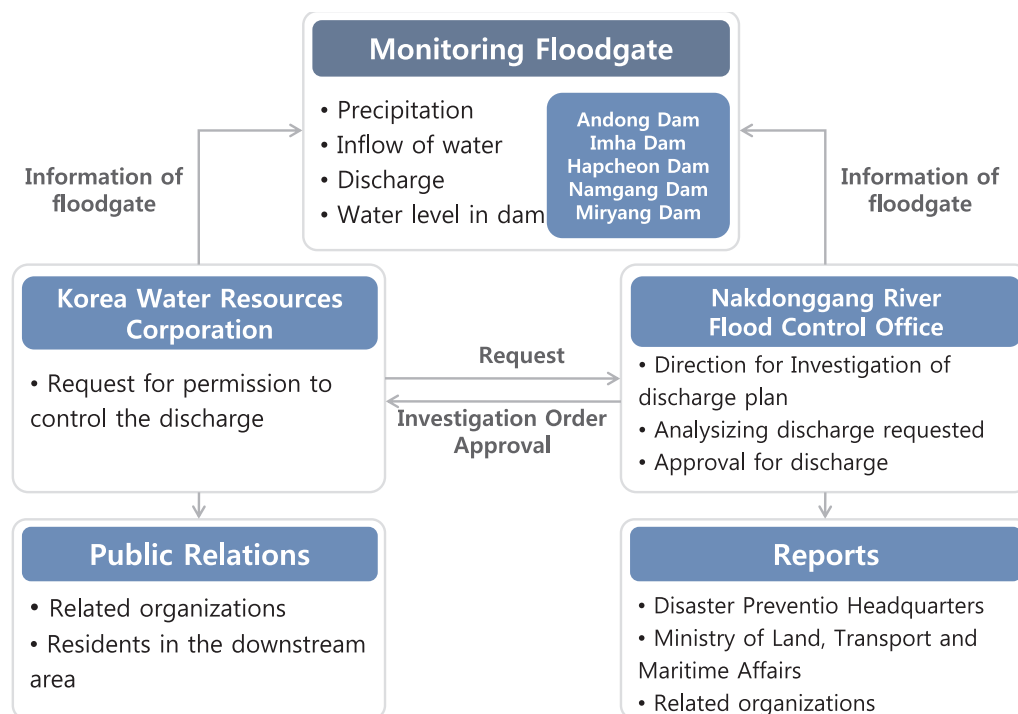 Monitoring Floodgate
• Precipitation
• Inflow of water
• Discharge
• Water level in dam
Andong Dam
Imha Dam
Hapcheon Dam
Namgang Dam
Miryang Dam
Information of
floodgate
Information of
floodgate
Korea Water Resources
Corporation
• Request for permission to
control the discharge
Request
Investigation Order
Approval
Nakdonggang River
Flood Control Office
• Direction for Investigation of
discharge plan
• Analysizing discharge requested
• Approval for discharge
Public Relations
• Related organizations
• Residents in the downstream
area
Reports
• Disaster Preventio Headquarters
• Ministry of Land, Transport and
Maritime Affairs
• Related organizations